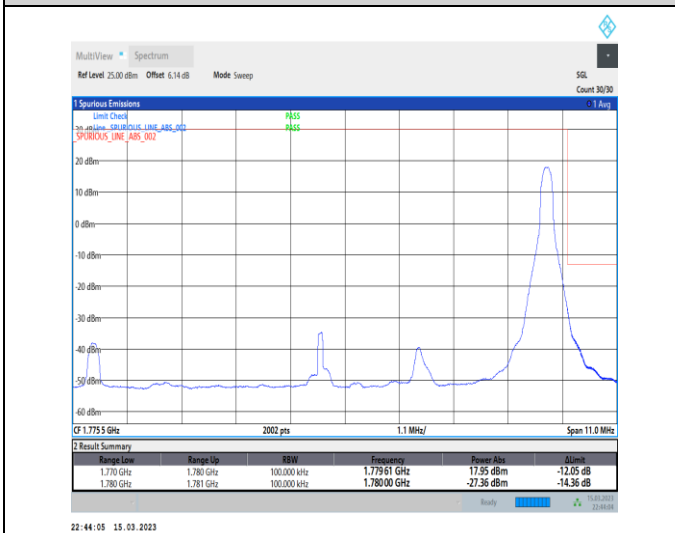 MultiView Spectrum
Ref Level 25.00 dBm Offset 6.14 dB Mode Sweep SGL
Count 30/30
1 Spurious Emissions 1 Avg
Limit Check PASS
Line _SPURIOUS_LINE_ABS_002 PASS
_SPURIOUS_LINE_ABS_002
20 dBm
10 dBm
0 dBm
-10 dBm
-20 dBm
-30 dBm
-40 dBm
-50 dBm
-60 dBm
CF 1.7755 GHz 2002 pts 1.1 MHz/ Span 11.0 MHz
2 Result Summary
Range Low Range Up RBW Frequency Power Abs ΔLimit
1.770 GHz 1.780 GHz 100.000 kHz 1.77961 GHz 17.95 dBm -12.05 dB
1.780 GHz 1.781 GHz 100.000 kHz 1.78000 GHz -27.36 dBm -14.36 dB
Ready 15.03.2023
22:44:04
22:44:05 15.03.2023